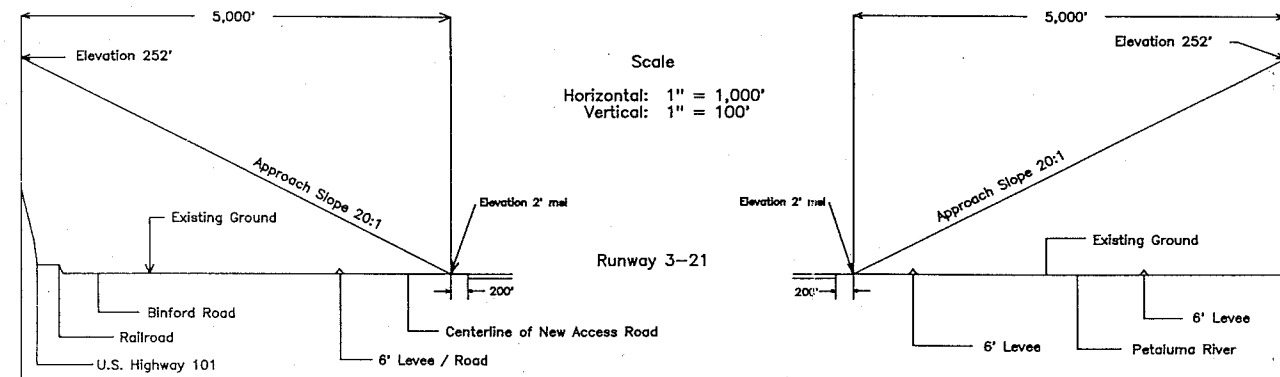 5,000'
Elevation 252'
Approach Slope 20:1
Elevation 2' msl
Existing Ground
200'
Binford Road
Railroad
U.S. Highway 101
6' Levee / Road
Centerline of New Access Road
Scale
Horizontal: 1" = 1,000'
Vertical: 1" = 100'
Runway 3-21
5,000'
Elevation 252'
Approach Slope 20:1
Elevation 2' msl
Existing Ground
200'
6' Levee
6' Levee
Petaluma River